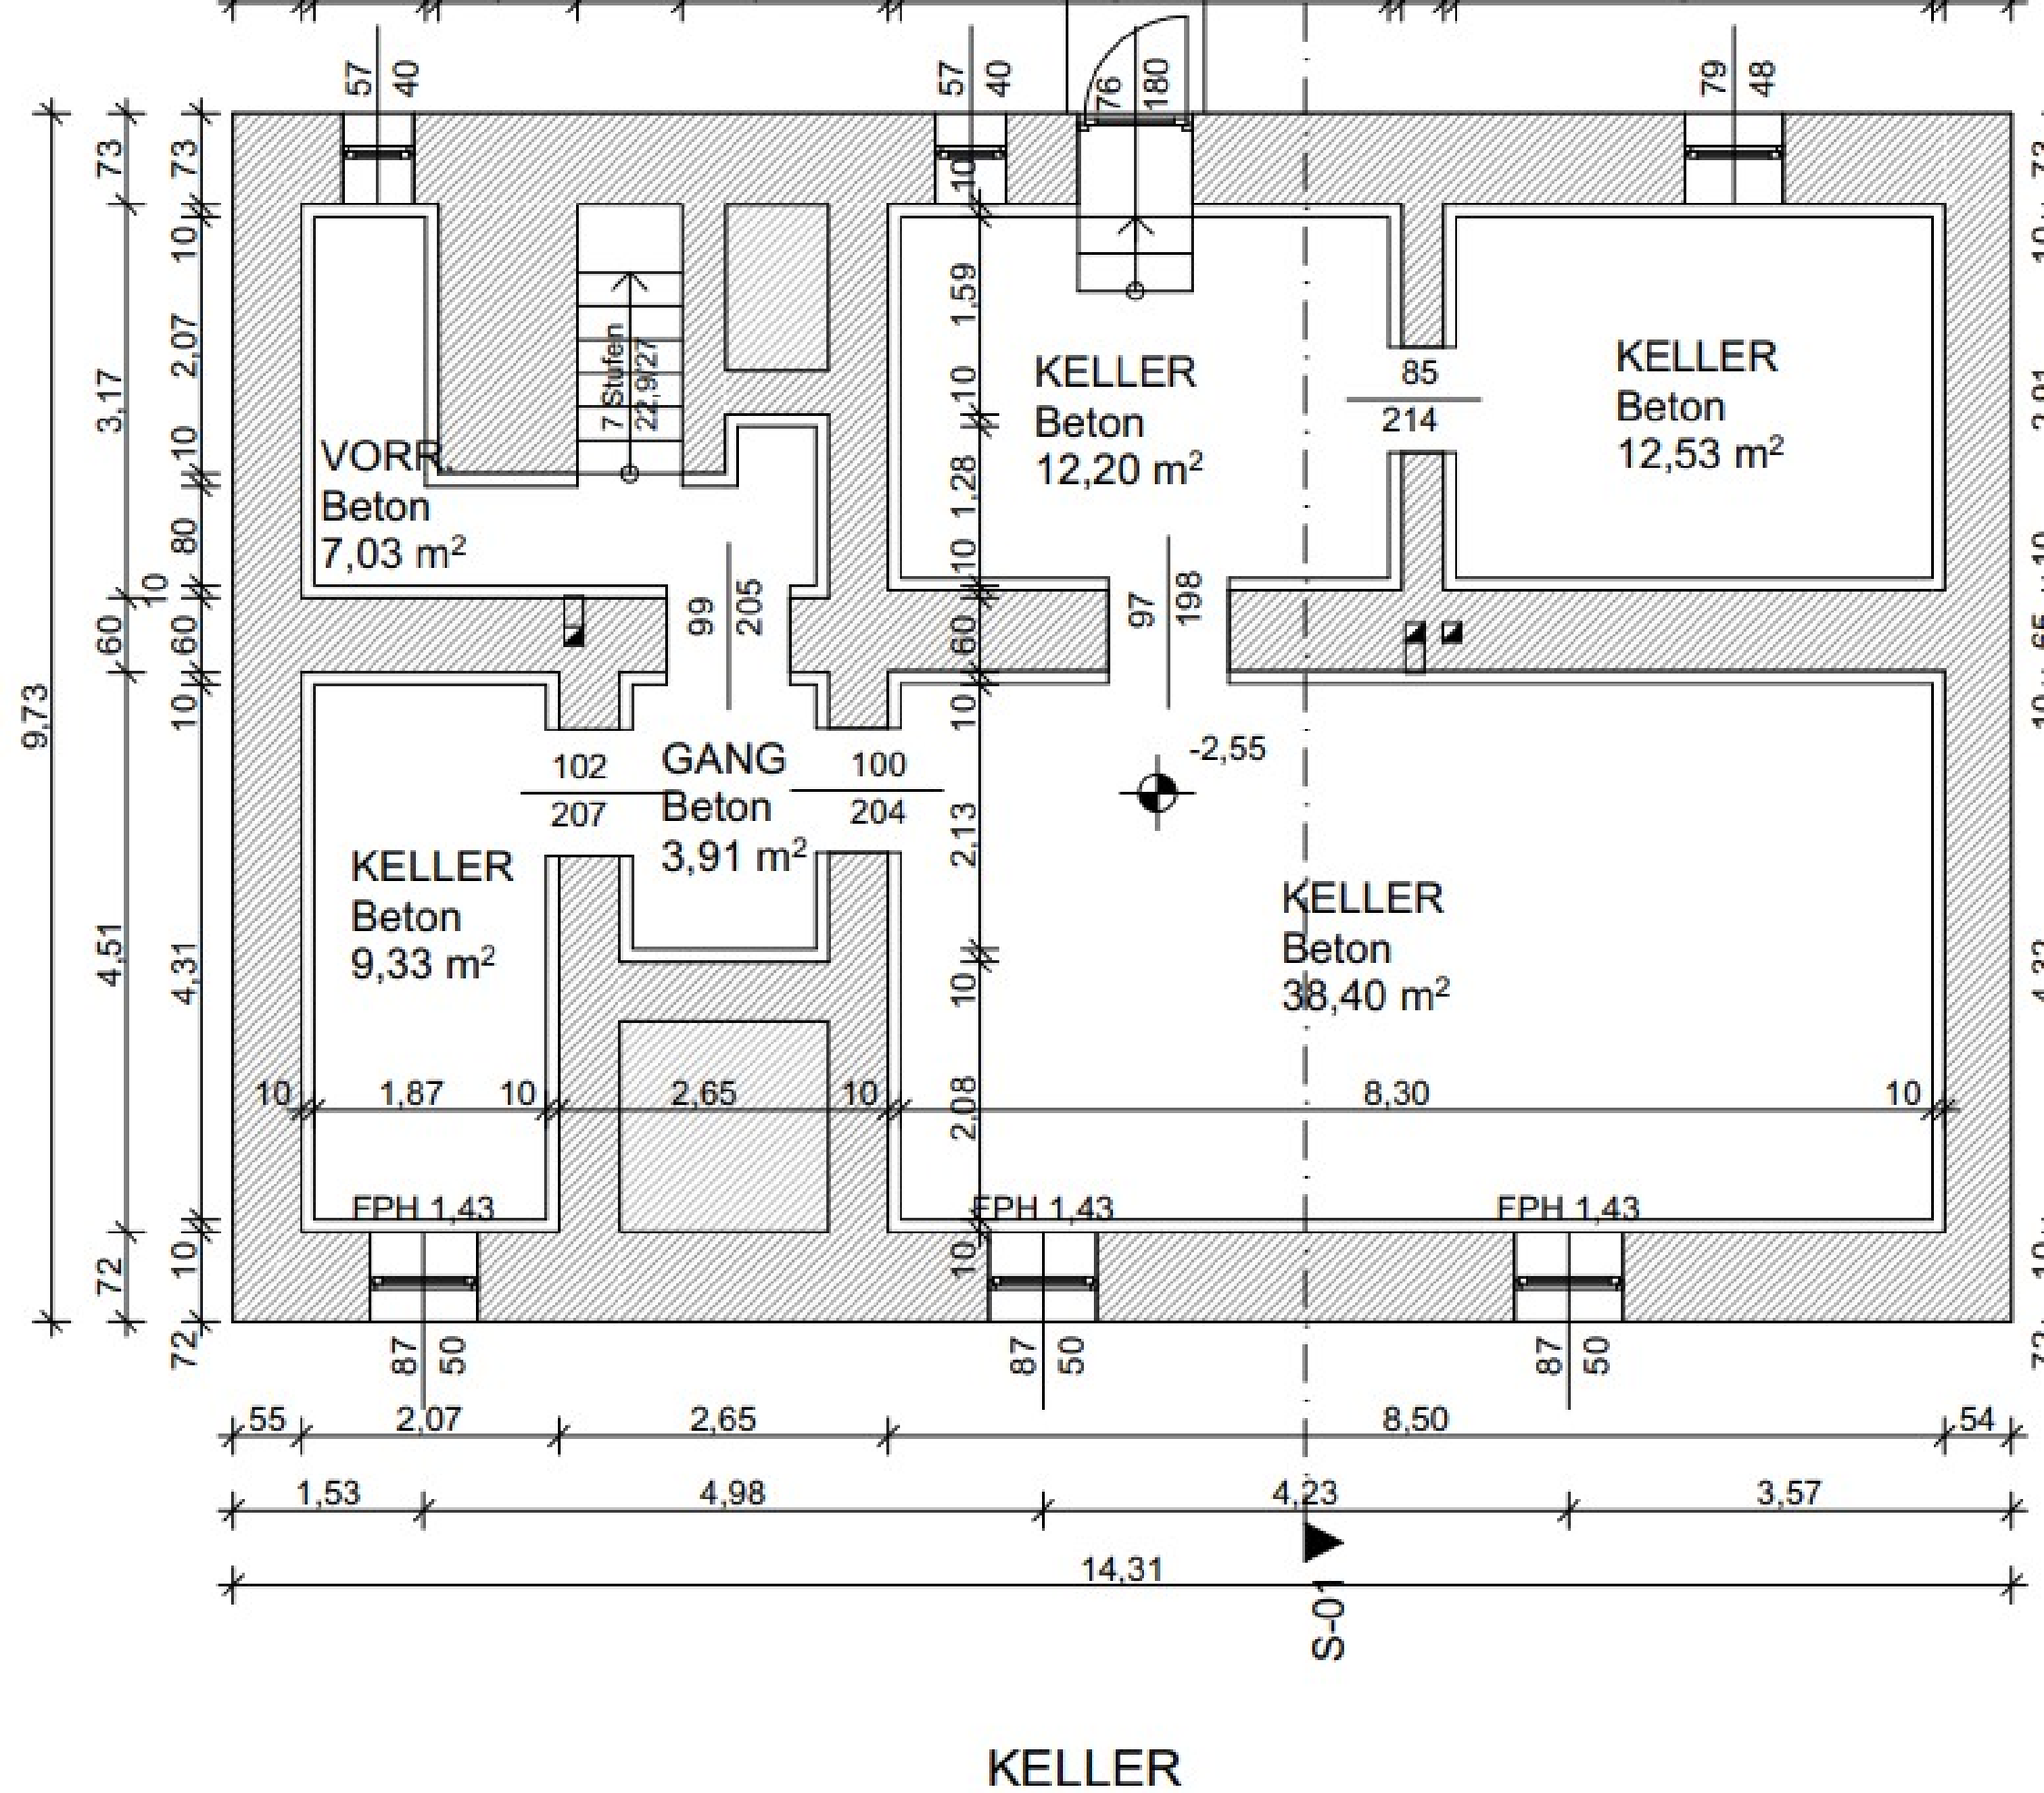 57
40
57
40
76
180
79
48
73
73
10
2,07
10
3,17
80
10
60
60
10
9,73
4,51
4,31
72
10
72
7 Stufen
22,9/27
VORR.
Beton
7,03 m²
10
1,59
10
1,28
10
60
10
2,13
10
2,08
10
KELLER
Beton
12,20 m²
85
214
KELLER
Beton
12,53 m²
99
205
97
198
102
207
GANG
Beton
3,91 m²
100
204
-2,55
KELLER
Beton
9,33 m²
KELLER
Beton
38,40 m²
10
1,87
10
2,65
10
8,30
10
FPH 1,43
FPH 1,43
FPH 1,43
87
50
87
50
87
50
55
2,07
2,65
8,50
54
1,53
4,98
4,23
3,57
14,31
S-01
KELLER